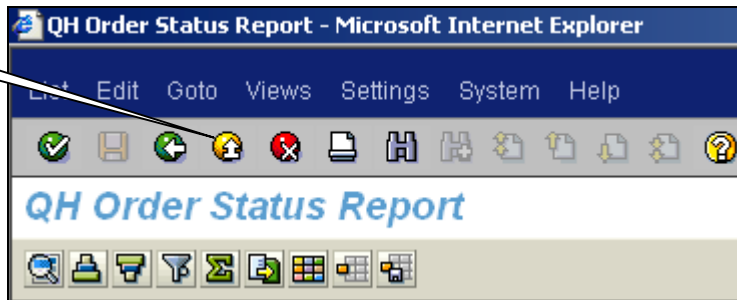 QH Order Status Report - Microsoft Internet Explorer
List Edit Goto Views Settings System Help
QH Order Status Report